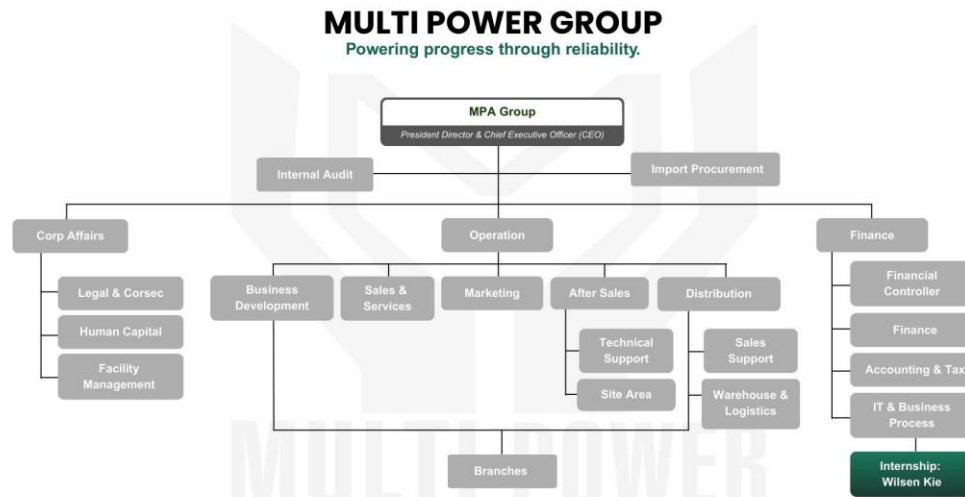 MULTI POWER GROUP
Powering progress through reliability.
MPA Group
President Director & Chief Executive Officer (CEO)
Internal Audit
Import Procurement
Corp Affairs
Operation
Finance
Legal & Corsec
Human Capital
Facility
Management
Business
Development
Sales &
Services
Marketing
After Sales
Distribution
Technical
Support
Site Area
Sales
Support
Warehouse &
Logistics
Branches
Financial
Controller
Finance
Accounting & Tax
IT & Business
Process
Internship:
Wilsen Kie
MULTI POWER